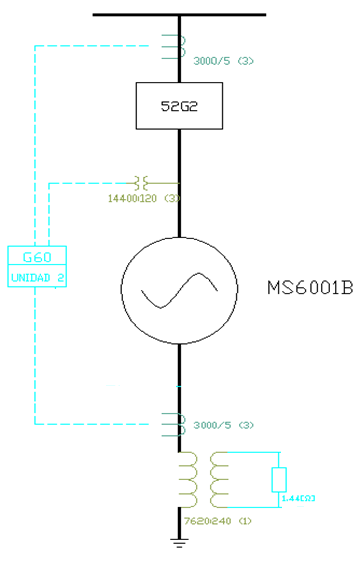 3000/5 (3)
52G2
14400:120 (3)
G60
UNIDAD 2
MS6001B
3000/5 (3)
7620:240 (1)